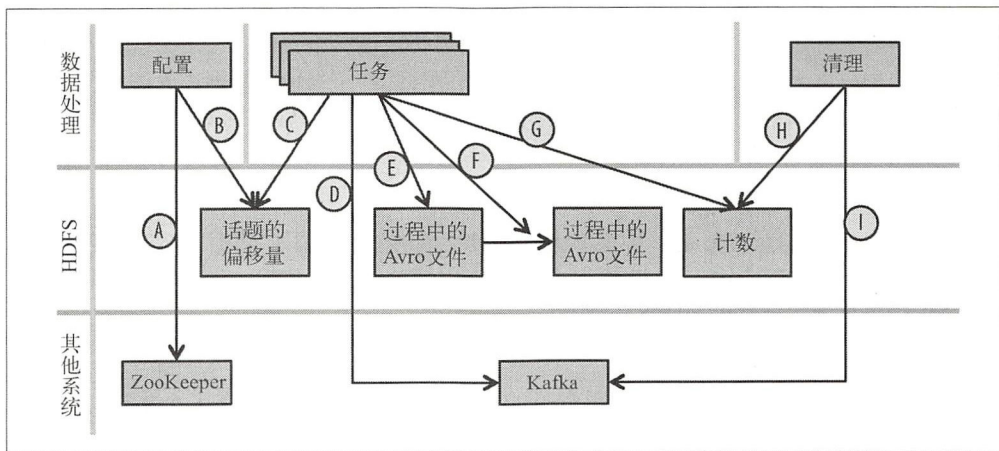 数据处理
配置
任务
清理
B
C
G
H
E
F
HDFS
A
D
I
话题的
偏移量
过程中的
Avro文件
过程中的
Avro文件
计数
其他系统
ZooKeeper
Kafka